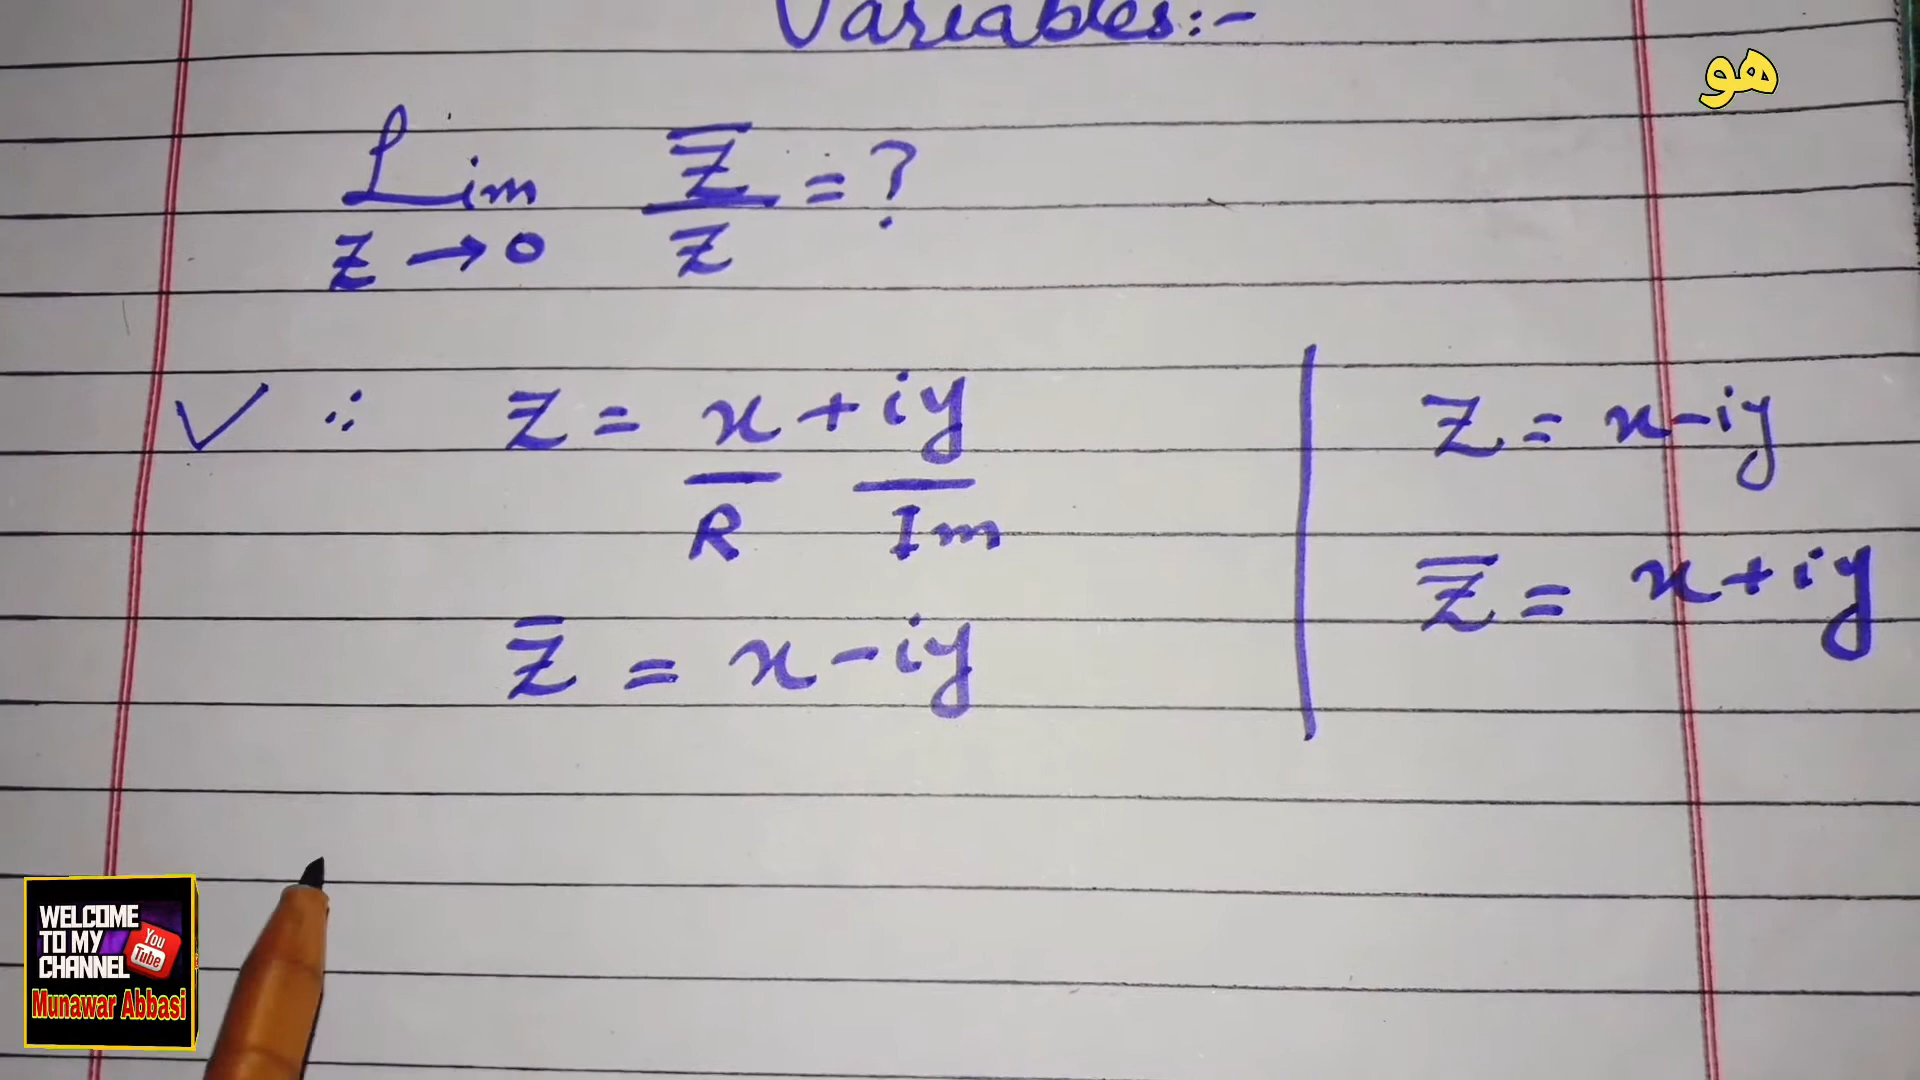 Variables:-
هو
Lim z̅ = ?
z → 0 z
✓ ∴ z = x + iy
R Im
z̅ = x - iy
z = x - iy
z̅ = x + iy
WELCOME
TO MY
CHANNEL
You
Tube
Munawar Abbasi